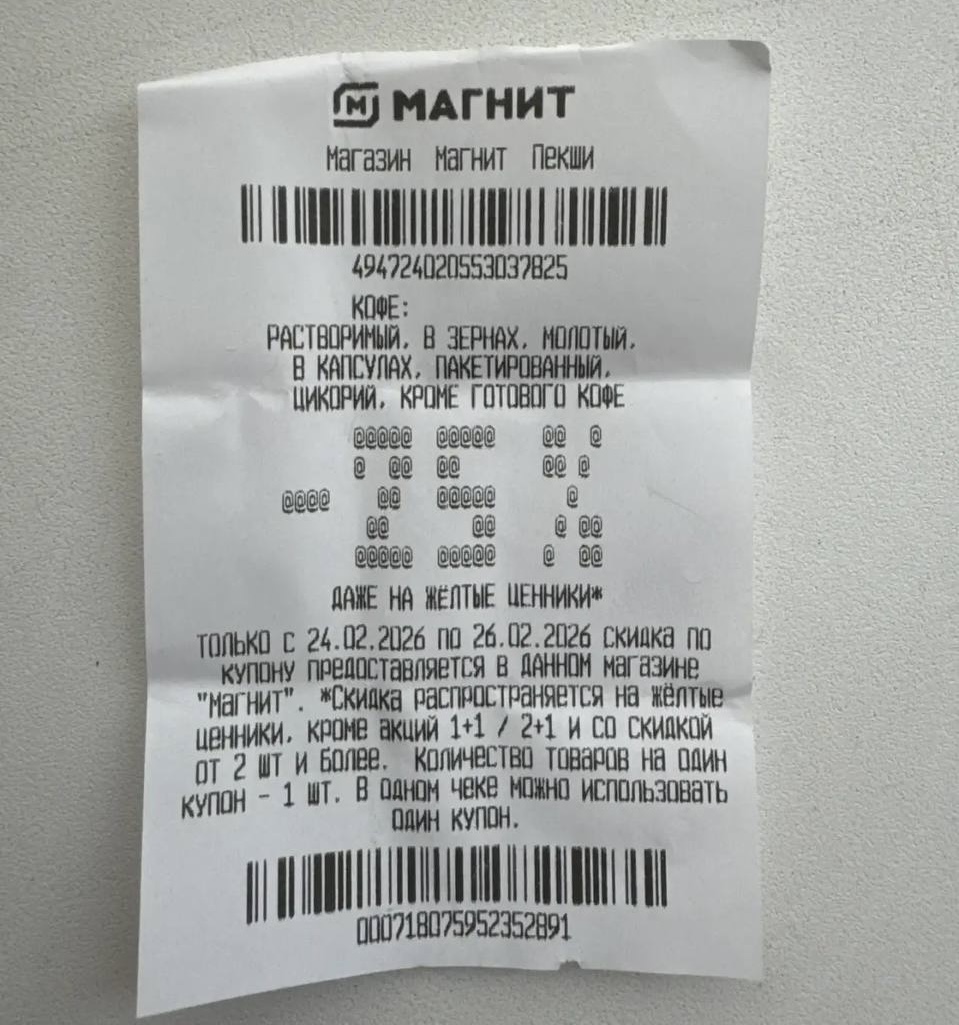 МАГНИТ
Магазин Магнит Пекши
494724020553037825
КОФЕ:
РАСТВОРИМЫЙ, В ЗЕРНАХ, МОЛОТЫЙ,
В КАПСУЛАХ, ПАКЕТИРОВАННЫЙ,
ЦИКОРИЙ, КРОМЕ ГОТОВОГО КОФЕ
-25%
ДАЖЕ НА ЖЁЛТЫЕ ЦЕННИКИ*
ТОЛЬКО С 24.02.2026 ПО 26.02.2026 СКИДКА ПО
КУПОНУ ПРЕДОСТАВЛЯЕТСЯ В ДАННОМ МАГАЗИНЕ
"МАГНИТ". *СКИДКА РАСПРОСТРАНЯЕТСЯ НА ЖЁЛТЫЕ
ЦЕННИКИ, КРОМЕ АКЦИЙ 1+1 / 2+1 И СО СКИДКОЙ
ОТ 2 ШТ И БОЛЕЕ. КОЛИЧЕСТВО ТОВАРОВ НА ОДИН
КУПОН - 1 ШТ. В ОДНОМ ЧЕКЕ МОЖНО ИСПОЛЬЗОВАТЬ
ОДИН КУПОН.
000718075952352891